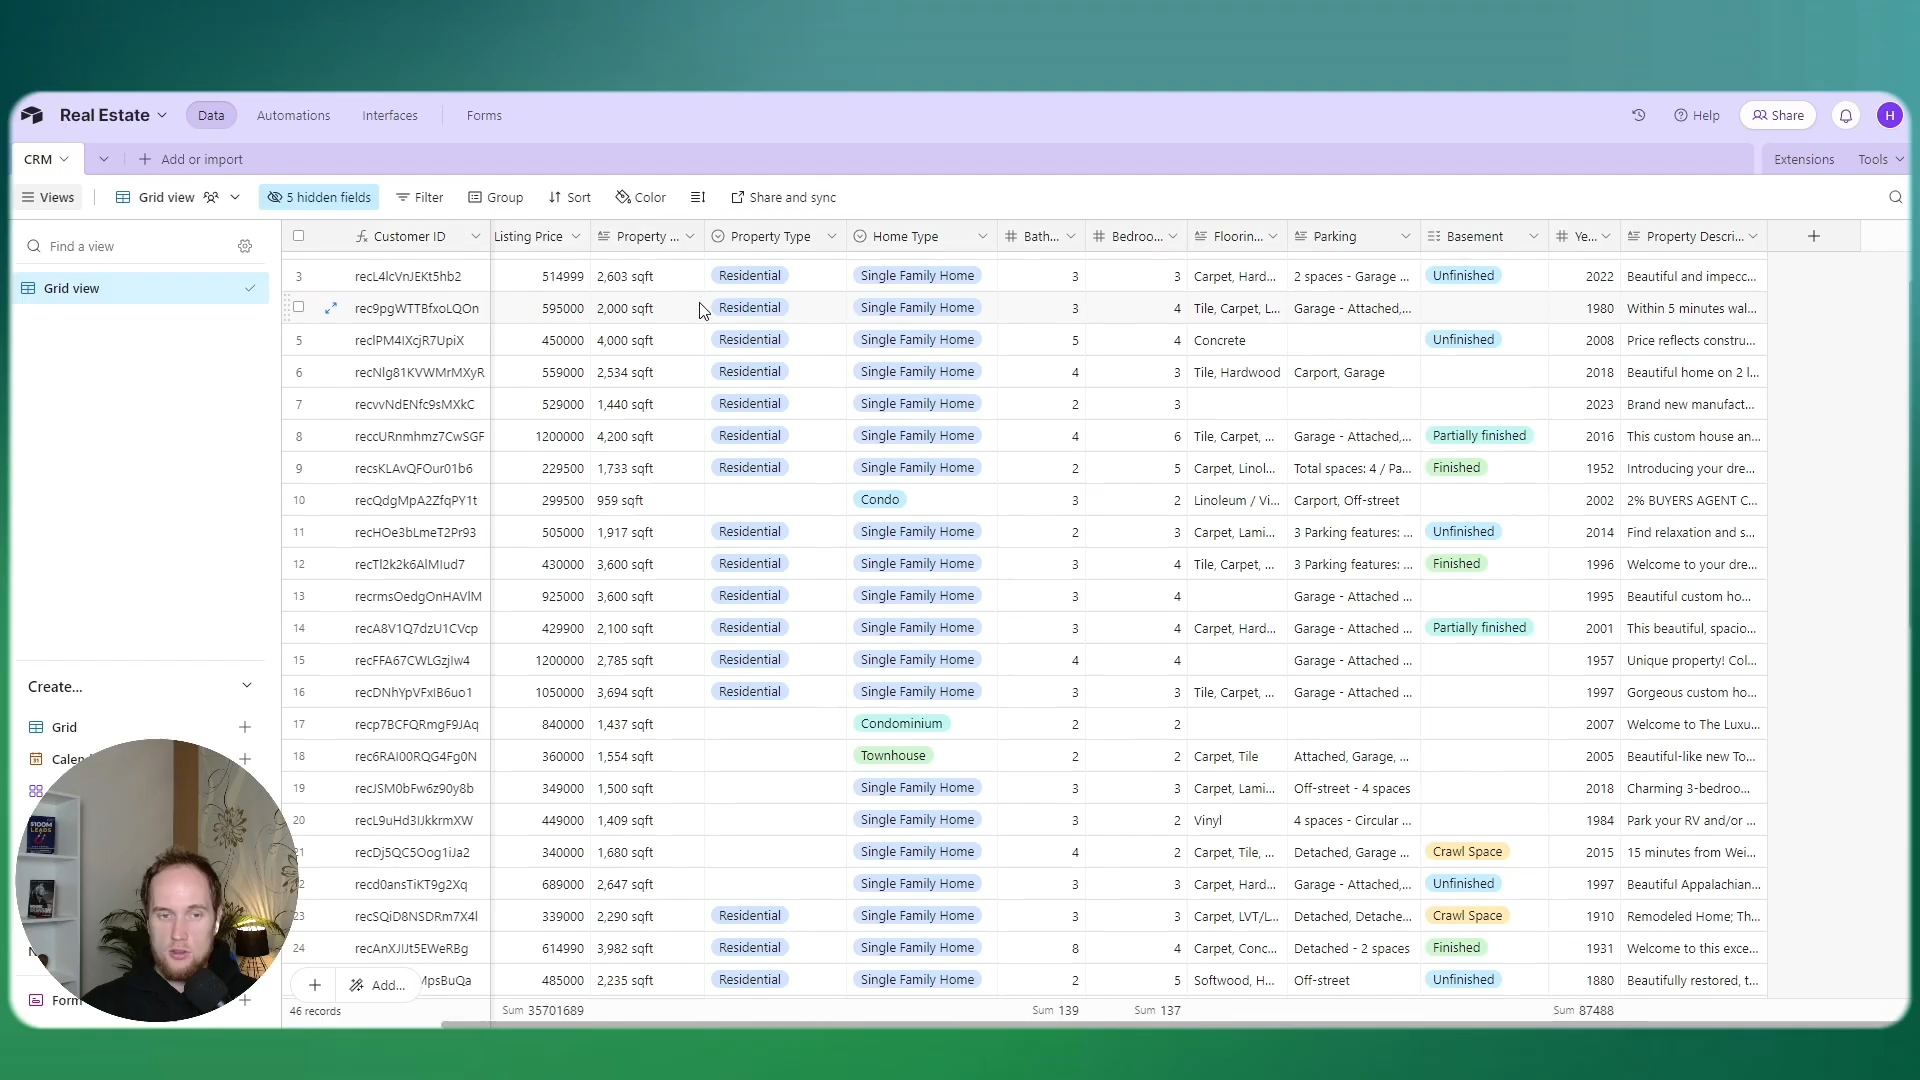 Real Estate Data Automations Interfaces Forms Help Share H
CRM Add or import Extensions Tools
Views Grid view 5 hidden fields Filter Group Sort Color Share and sync
Find a view
Grid view
Create...
Grid
Form
Customer ID Listing Price Property ... Property Type Home Type Bath... Bedroo... Floorin... Parking Basement Ye... Property Descri...
3 recL4lcVnJEKt5hb2 514999 2,603 sqft Residential Single Family Home 3 3 Carpet, Hard... 2 spaces - Garage ... Unfinished 2022 Beautiful and impecc...
rec9pgWTTBfxoLQOn 595000 2,000 sqft Residential Single Family Home 3 4 Tile, Carpet, L... Garage - Attached,... 1980 Within 5 minutes wal...
5 reclPM4IXcjR7UpiX 450000 4,000 sqft Residential Single Family Home 5 4 Concrete Unfinished 2008 Price reflects constru...
6 recNlg81KVWMrMXyR 559000 2,534 sqft Residential Single Family Home 4 3 Tile, Hardwood Carport, Garage 2018 Beautiful home on 2 l...
7 recvvNdENfc9sMXkC 529000 1,440 sqft Residential Single Family Home 2 3 2023 Brand new manufact...
8 reccURnmhmz7CwSGF 1200000 4,200 sqft Residential Single Family Home 4 6 Tile, Carpet, ... Garage - Attached,... Partially finished 2016 This custom house an...
9 recsKLAvQFOur01b6 229500 1,733 sqft Residential Single Family Home 2 5 Carpet, Linol... Total spaces: 4 / Pa... Finished 1952 Introducing your dre...
10 recQdgMpA2ZfqPY1t 299500 959 sqft Condo 3 2 Linoleum / Vi... Carport, Off-street 2002 2% BUYERS AGENT C...
11 recHOe3bLmeT2Pr93 505000 1,917 sqft Residential Single Family Home 2 3 Carpet, Lami... 3 Parking features: ... Unfinished 2014 Find relaxation and s...
12 recTl2k2k6AlMIud7 430000 3,600 sqft Residential Single Family Home 3 4 Tile, Carpet, ... 3 Parking features: ... Finished 1996 Welcome to your dre...
13 recrmsOedgOnHAVlM 925000 3,600 sqft Residential Single Family Home 3 4 Garage - Attached ... 1995 Beautiful custom ho...
14 recA8V1Q7dzU1CVcp 429900 2,100 sqft Residential Single Family Home 3 4 Carpet, Hard... Garage - Attached ... Partially finished 2001 This beautiful, spacio...
15 recFFA67CWLGzjIw4 1200000 2,785 sqft Residential Single Family Home 4 4 Garage - Attached ... 1957 Unique property! Col...
16 recDNhYpVFxIB6uo1 1050000 3,694 sqft Residential Single Family Home 3 3 Tile, Carpet, ... Garage - Attached ... 1997 Gorgeous custom ho...
17 recp7BCFQRmgF9JAq 840000 1,437 sqft Condominium 2 2 2007 Welcome to The Luxu...
18 rec6RAI00RQG4Fg0N 360000 1,554 sqft Townhouse 2 2 Carpet, Tile Attached, Garage, ... 2005 Beautiful-like new To...
19 recJSM0bFw6z90y8b 349000 1,500 sqft Single Family Home 3 3 Carpet, Lami... Off-street - 4 spaces 2018 Charming 3-bedroo...
20 recL9uHd3IJkkrmXW 449000 1,409 sqft Single Family Home 3 2 Vinyl 4 spaces - Circular ... 1984 Park your RV and/or ...
recDj5QC5Oog1iJa2 340000 1,680 sqft Single Family Home 4 2 Carpet, Tile, ... Detached, Garage ... Crawl Space 2015 15 minutes from Wei...
recd0ansTiKT9g2Xq 689000 2,647 sqft Single Family Home 3 3 Carpet, Hard... Garage - Attached,... Unfinished 1997 Beautiful Appalachian...
23 recSQiD8NSDRm7X4l 339000 2,290 sqft Residential Single Family Home 3 3 Carpet, LVT/L... Detached, Detache... Crawl Space 1910 Remodeled Home; Th...
24 recAnXJIJt5EWeRBg 614990 3,982 sqft Residential Single Family Home 8 4 Carpet, Conc... Detached - 2 spaces Finished 1931 Welcome to this exce...
Add... MpsBuQa 485000 2,235 sqft Residential Single Family Home 2 5 Softwood, H... Off-street Unfinished 1880 Beautifully restored, t...
46 records Sum 35701689 Sum 139 Sum 137 Sum 87488
$100M
LEADS